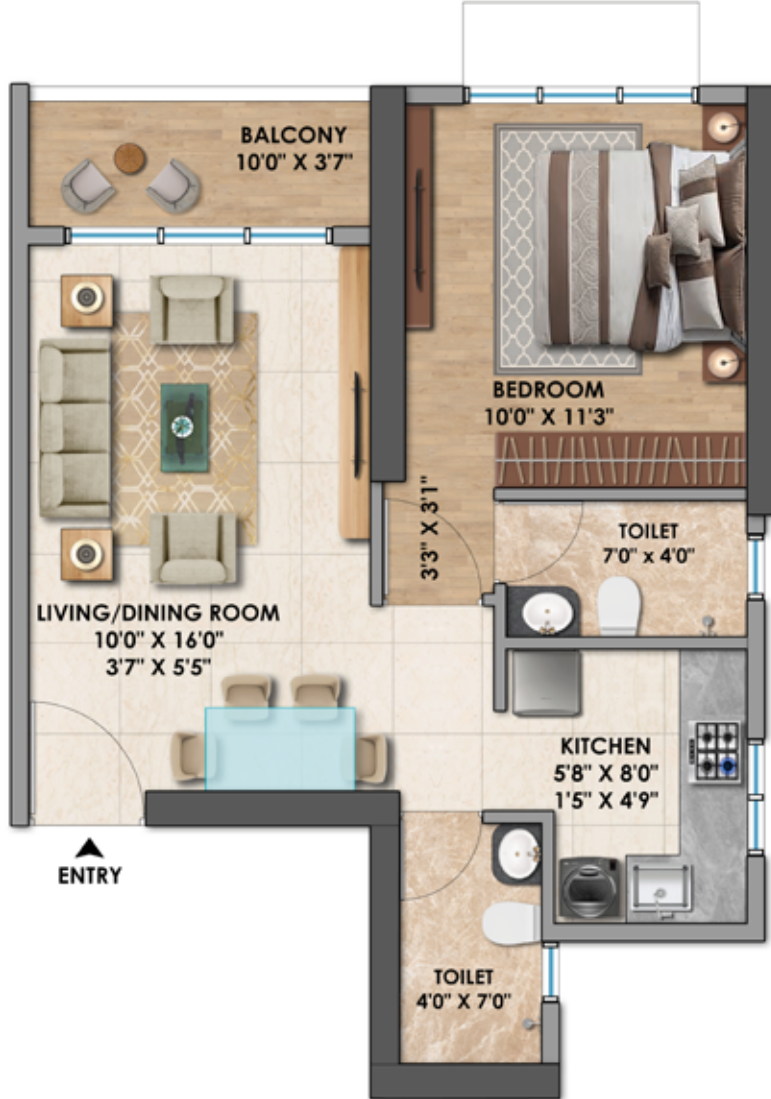 BALCONY
10'0" X 3'7"
BEDROOM
10'0" X 11'3"
3'3" X 3'1"
TOILET
7'0" x 4'0"
LIVING/DINING ROOM
10'0" X 16'0"
3'7" X 5'5"
KITCHEN
5'8" X 8'0"
1'5" X 4'9"
ENTRY
TOILET
4'0" X 7'0"